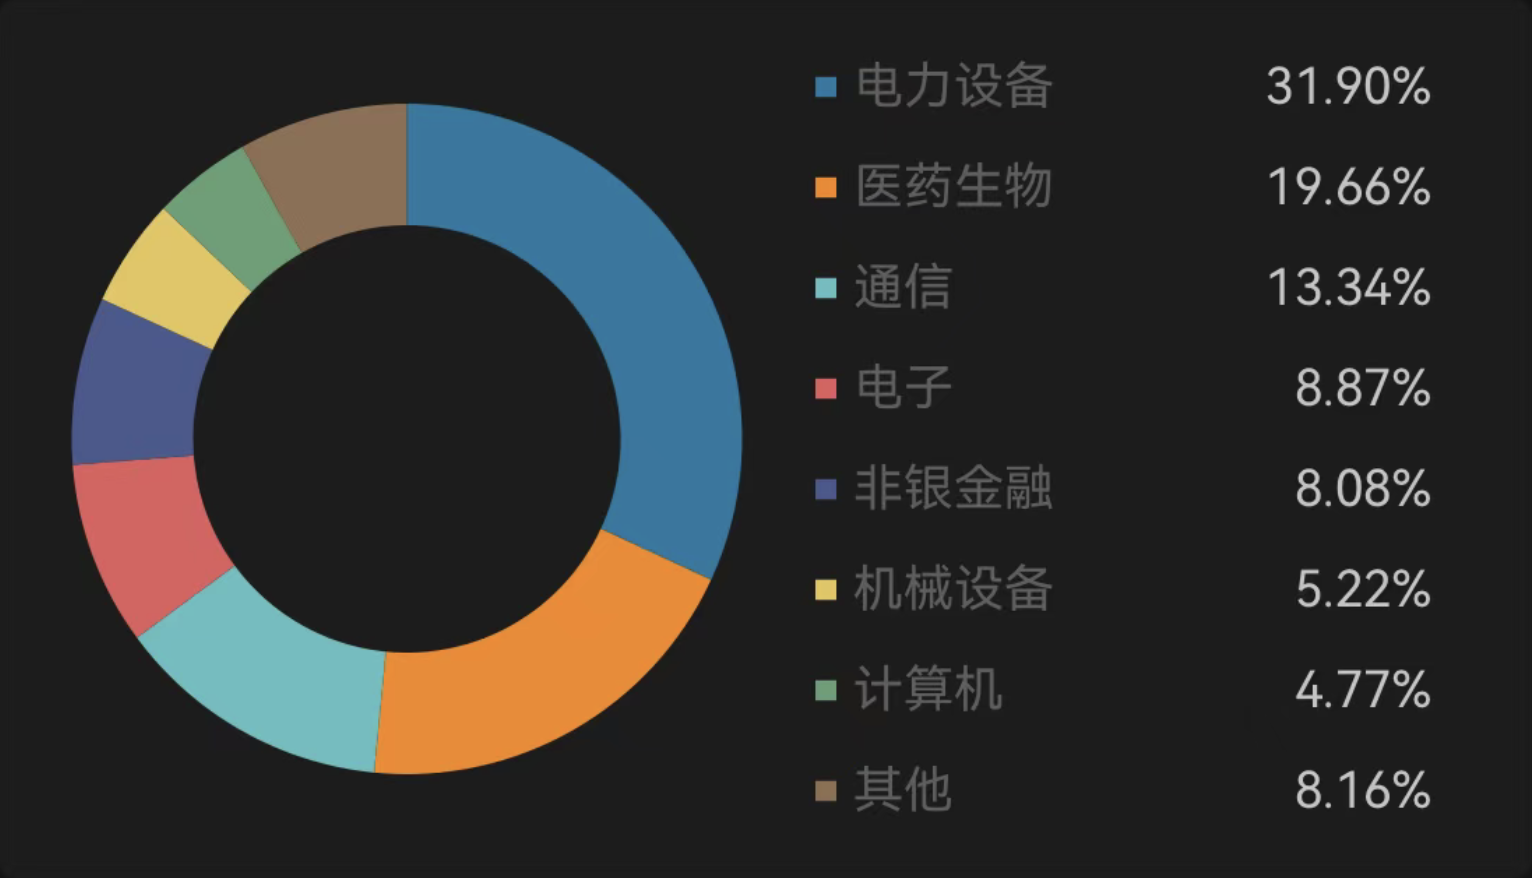 电力设备 31.90%
医药生物 19.66%
通信 13.34%
电子 8.87%
非银金融 8.08%
机械设备 5.22%
计算机 4.77%
其他 8.16%